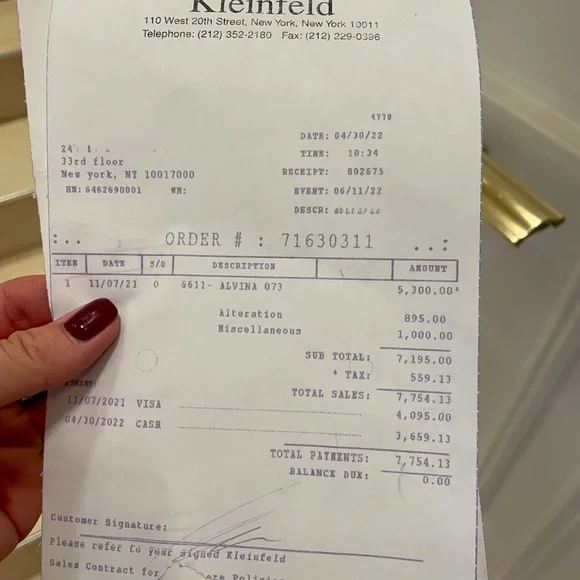 Kleinfeld
110 West 20th Street, New York, New York 10011
Telephone: (212) 352-2180 Fax: (212) 229-0396
4770
DATE: 04/30/22
TIME: 10:34
RECEIPT: 802675
EVENT: 06/11/22
DESCR:
33rd floor
New york, NY 10017000
HM: 6462690001 WM:
ORDER # : 71630311
ITEM DATE S/O DESCRIPTION AMOUNT
1 11/07/21 0 6611- ALVINA 073 5,300.00*
Alteration 895.00
Miscellaneous 1,000.00
SUB TOTAL: 7,195.00
* TAX: 559.13
TOTAL SALES: 7,754.13
11/07/2021 VISA 4,095.00
04/30/2022 CASH 3,659.13
TOTAL PAYMENTS: 7,754.13
BALANCE DUE: 0.00
Customer Signature:
Please refer to your signed Kleinfeld
Sales Contract for